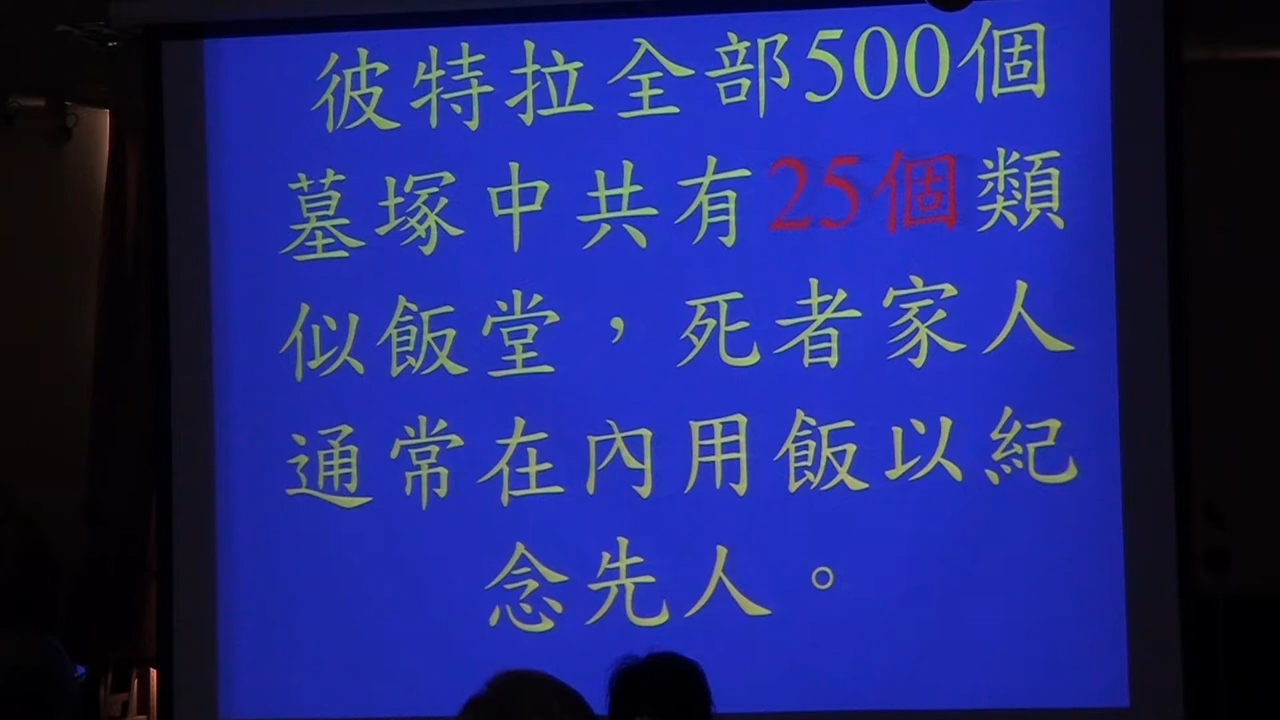 彼特拉全部500個
墓塚中共有25個類
似飯堂，死者家人
通常在內用飯以紀
念先人。